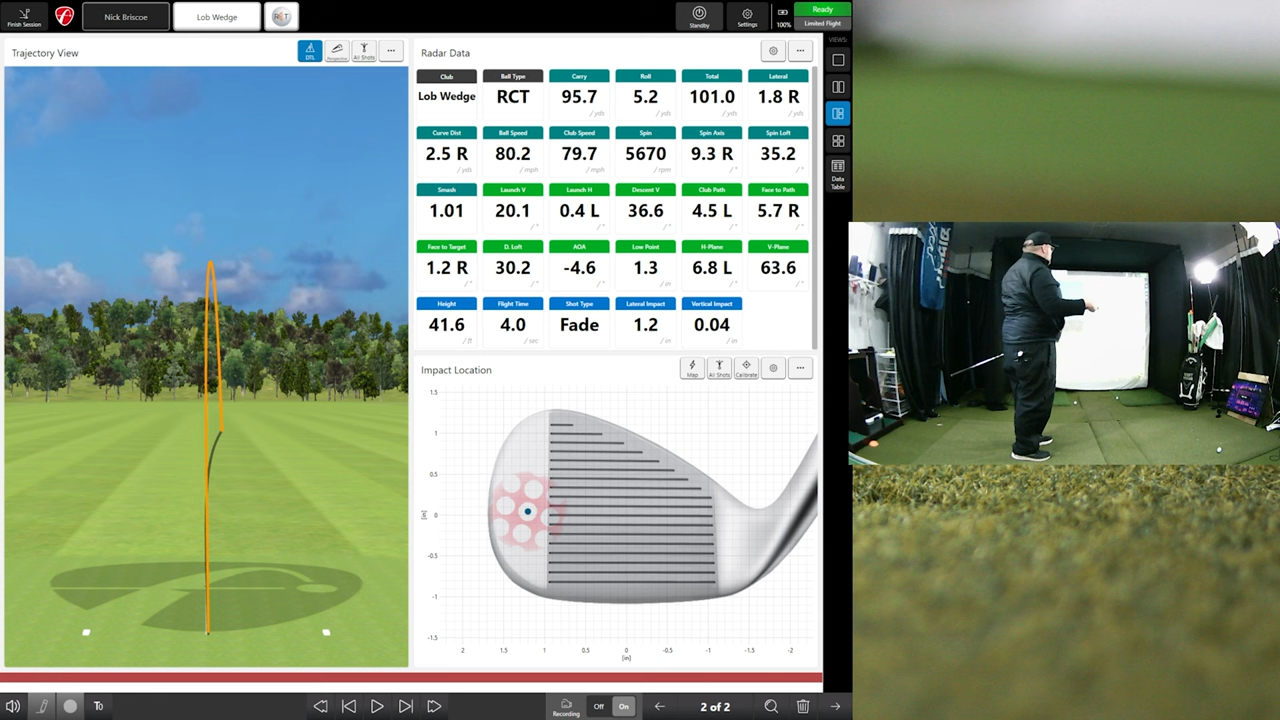 Finish Session
Nick Briscoe
Lob Wedge
RCT
Standby
Settings
100%
Ready
Limited Flight
VIEWS:
Data Table
Trajectory View
DTL
Perspective
All Shots
Radar Data
Club
Ball Type
Carry
Roll
Total
Lateral
Lob Wedge
RCT
95.7
5.2
101.0
1.8 R
/ yds
/ yds
/ yds
/ yds
Curve Dist
Ball Speed
Club Speed
Spin
Spin Axis
Spin Loft
2.5 R
80.2
79.7
5670
9.3 R
35.2
/ yds
/ mph
/ mph
/ rpm
/ °
/ °
Smash
Launch V
Launch H
Descent V
Club Path
Face to Path
1.01
20.1
0.4 L
36.6
4.5 L
5.7 R
/ °
/ °
/ °
/ °
/ °
Face to Target
D. Loft
AOA
Low Point
H-Plane
V-Plane
1.2 R
30.2
-4.6
1.3
6.8 L
63.6
/ °
/ °
/ °
/ in
/ °
/ °
Height
Flight Time
Shot Type
Lateral Impact
Vertical Impact
41.6
4.0
Fade
1.2
0.04
/ ft
/ sec
/ in
/ in
Impact Location
Map
All Shots
Calibrate
1.5
1
0.5
0
-0.5
-1
-1.5
[in]
2
1.5
1
0.5
0
-0.5
-1
-1.5
-2
[in]
T0
Recording
Off
On
2 of 2